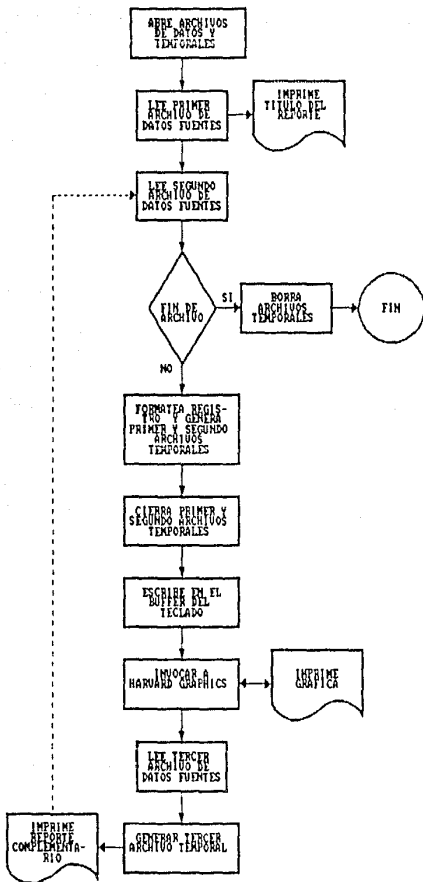 ABRE ARCHIVOS
DE DATOS Y
TEMPORALES
LEE PRIMER
ARCHIVO DE
DATOS FUENTES
IMPRIME
TITULO DEL
REPORTE
LEE SEGUNDO
ARCHIVO DE
DATOS FUENTES
FIN DE
ARCHIVO
SI
BORRA
ARCHIVOS
TEMPORALES
FIN
NO
FORMATEA REGIS-
TRO Y GENERA
PRIMER Y SEGUNDO
ARCHIVOS
TEMPORALES
CIERRA PRIMER Y
SEGUNDO ARCHIVOS
TEMPORALES
ESCRIBE EN EL
BUFFER DEL
TECLADO
INVOCAR A
HARVARD GRAPHICS
IMPRIME
GRAFICA
LEE TERCER
ARCHIVO DE
DATOS FUENTES
GENERAR TERCER
ARCHIVO TEMPORAL
IMPRIME
REPORTE
COMPLEMENTA-
RIO